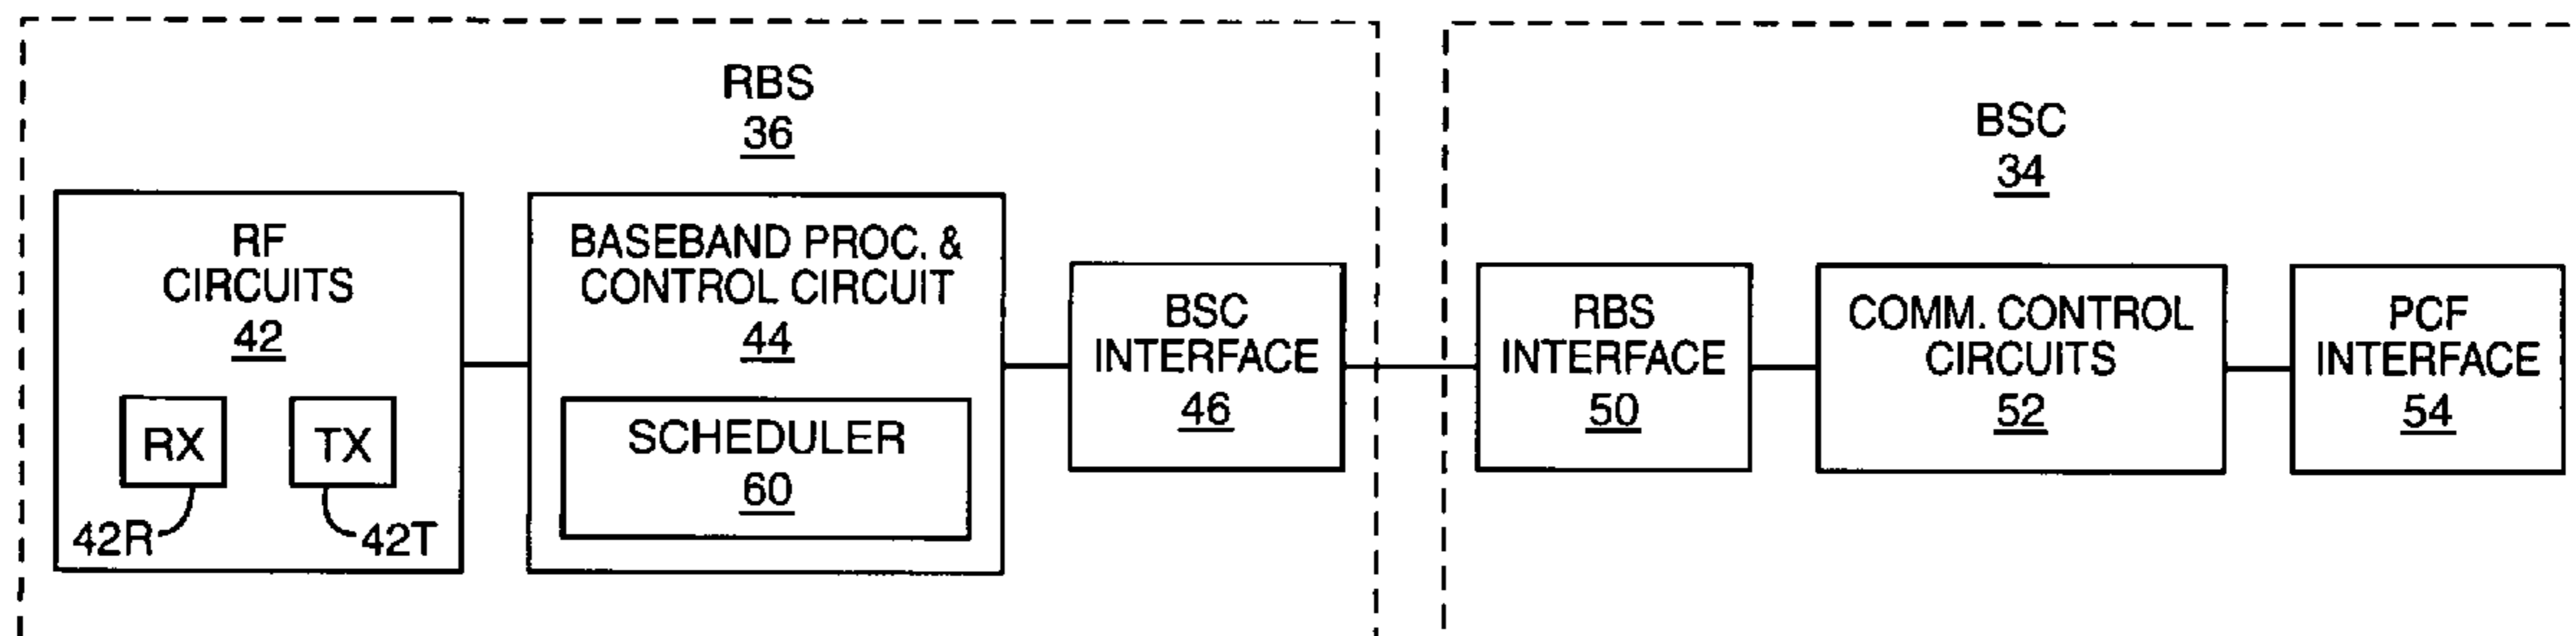 RBS
36
RF
CIRCUITS
42
RX
TX
42R
42T
BASEBAND PROC. &
CONTROL CIRCUIT
44
SCHEDULER
60
BSC
INTERFACE
46
BSC
34
RBS
INTERFACE
50
COMM. CONTROL
CIRCUITS
52
PCF
INTERFACE
54